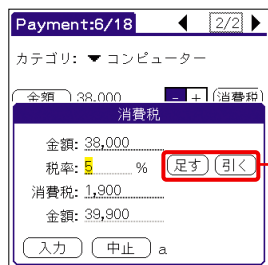 Payment:6/18 2/2
カテゴリ: コンピューター
金額 38,000 - + 消費税
消費税
金額: 38,000
税率: 5 % 足す 引く
消費税: 1,900
金額: 39,900
入力 中止 a